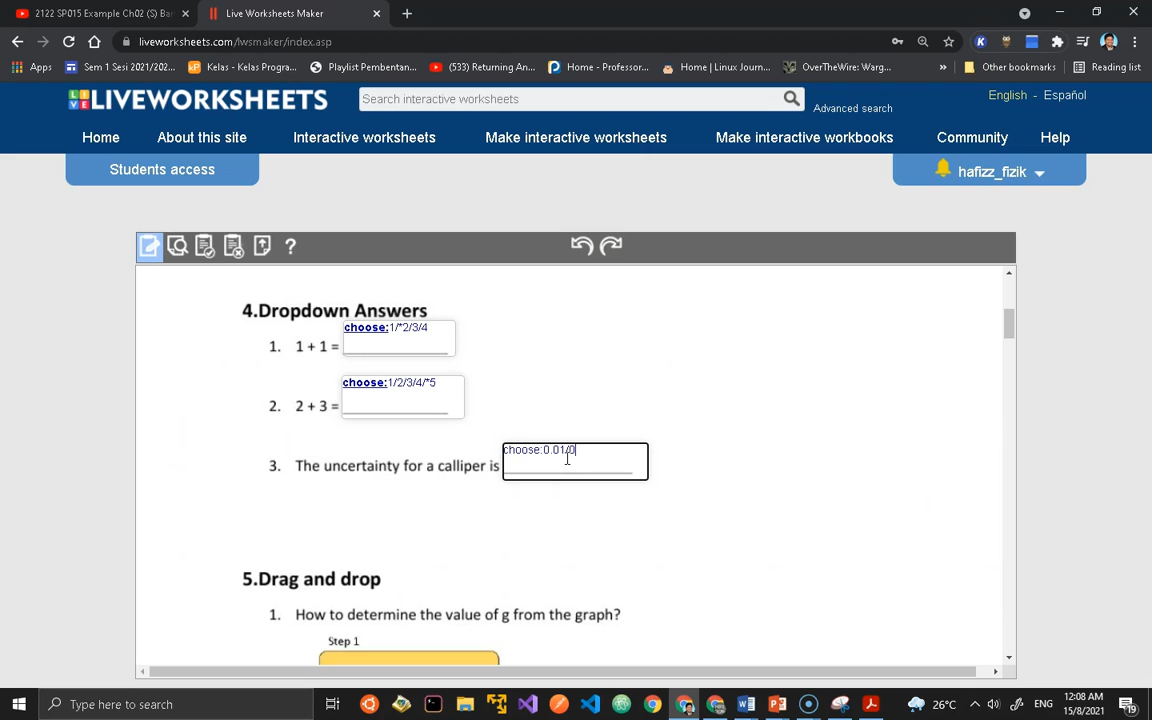 2122 SP015 Example Ch02 (S) Ba
Live Worksheets Maker
liveworksheets.com/lwsmaker/index.asp
Apps
Sem 1 Sesi 2021/202...
Kelas - Kelas Progra...
Playlist Pembentan...
(533) Returning An...
Home - Professor...
Home | Linux Journ...
OverTheWire: Warg...
»
Other bookmarks
Reading list
LIVEWORKSHEETS
Search interactive worksheets
Advanced search
English - Español
Home
About this site
Interactive worksheets
Make interactive worksheets
Make interactive workbooks
Community
Help
Students access
hafizz_fizik
?
4.Dropdown Answers
choose:1/*2/3/4
1. 1 + 1 =
choose:1/2/3/4/*5
2. 2 + 3 =
choose:0.01/0
3. The uncertainty for a calliper is
5.Drag and drop
1. How to determine the value of g from the graph?
Step 1
Type here to search
26°C
ENG
12:08 AM
15/8/2021
19